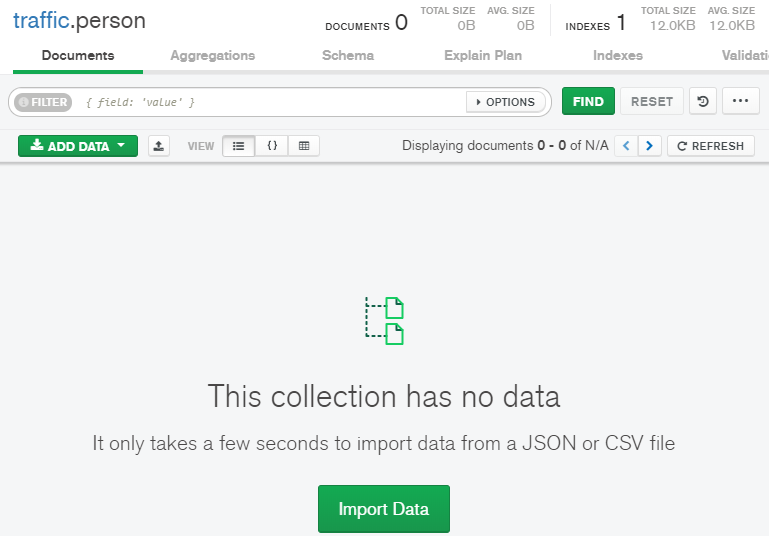 traffic.person
DOCUMENTS 0 TOTAL SIZE 0B AVG. SIZE 0B INDEXES 1 TOTAL SIZE 12.0KB AVG. SIZE 12.0KB
Documents Aggregations Schema Explain Plan Indexes Validati
FILTER { field: 'value' } OPTIONS FIND RESET
ADD DATA VIEW {} Displaying documents 0 - 0 of N/A REFRESH
This collection has no data
It only takes a few seconds to import data from a JSON or CSV file
Import Data